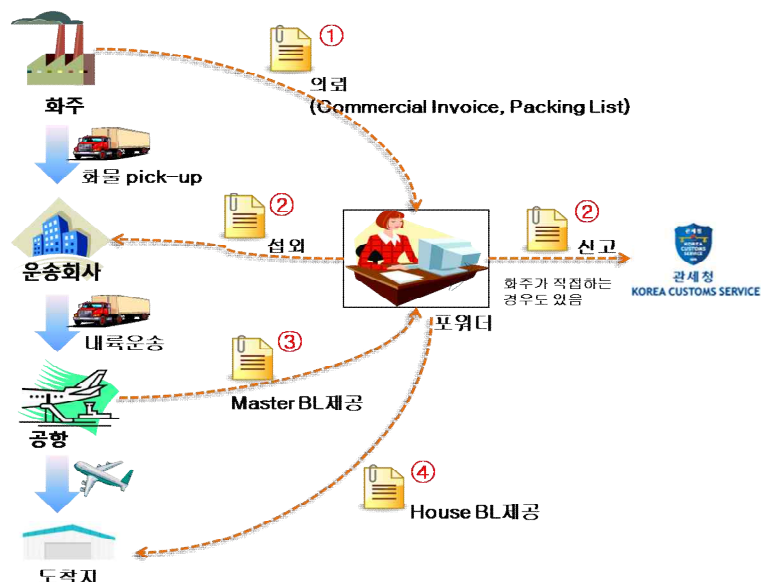 ①
의뢰
(Commercial Invoice, Packing List)
화주
화물 pick-up
②
섭외
②
신고
운송회사
화주가 직접하는
경우도 있음
관세청
KOREA CUSTOMS SERVICE
포워더
내륙운송
③
Master BL제공
공항
④
House BL제공
도착지